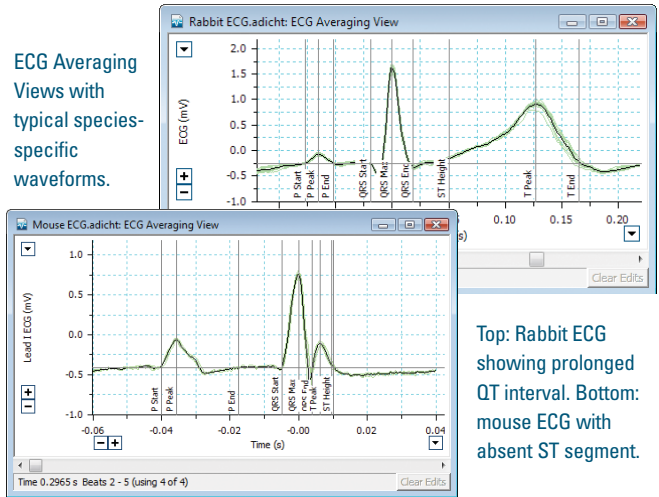 Rabbit ECG.adicht: ECG Averaging View
ECG Averaging
Views with
typical species-
specific
waveforms.
ECG (mV)
2.0
1.5
1.0
0.5
0.0
-0.5
-1.0
P Start
P Peak
P End
QRS Start
QRS Max
QRS End
ST Height
T Peak
T End
0.10
0.15
0.20
s)
Clear Edits
Mouse ECG.adicht: ECG Averaging View
Lead I ECG (mV)
1.0
0.5
0.0
-0.5
-1.0
P Start
P Peak
P End
QRS Start
QRS Max
QRS End
T Peak
ST Height
-0.06
-0.04
-0.02
-0.00
0.02
0.04
Time (s)
Time 0.2965 s Beats 2 - 5 (using 4 of 4)
Clear Edits
Top: Rabbit ECG
showing prolonged
QT interval. Bottom:
mouse ECG with
absent ST segment.